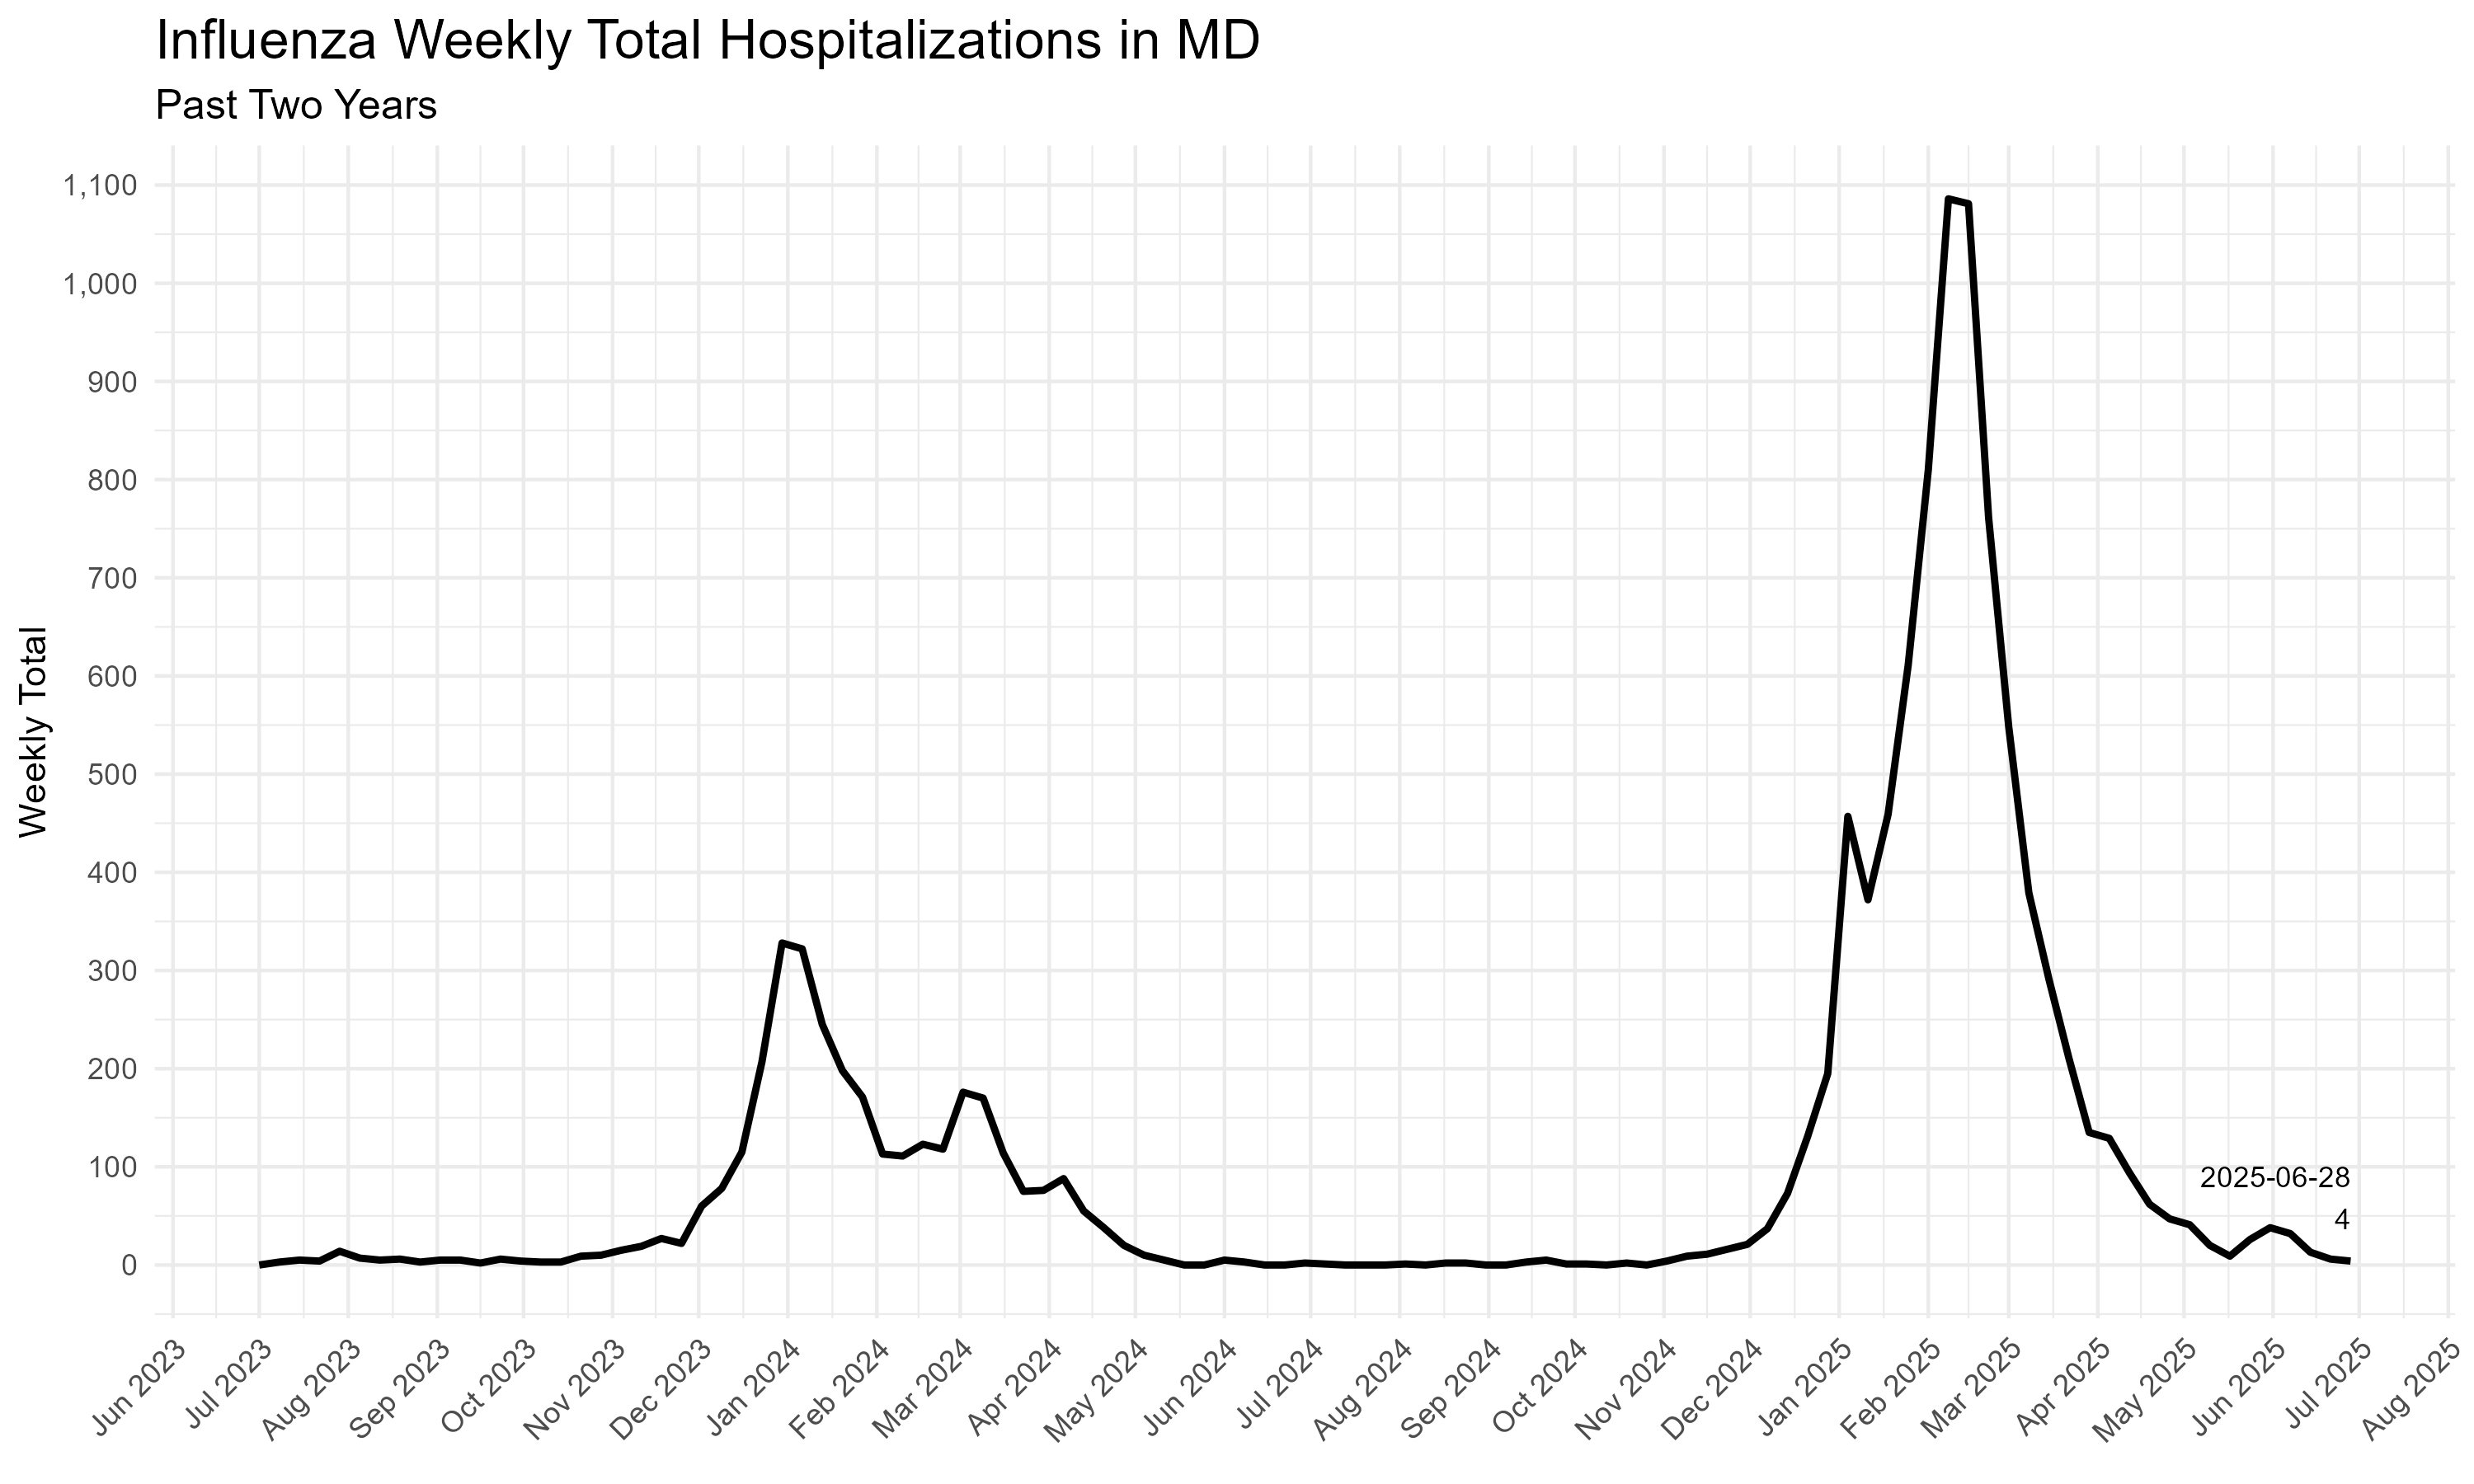 Influenza Weekly Total Hospitalizations in MD
Past Two Years
Weekly Total
1,100
1,000
900
800
700
600
500
400
300
200
100
0
2025-06-28
4
Jun 2023
Jul 2023
Aug 2023
Sep 2023
Oct 2023
Nov 2023
Dec 2023
Jan 2024
Feb 2024
Mar 2024
Apr 2024
May 2024
Jun 2024
Jul 2024
Aug 2024
Sep 2024
Oct 2024
Nov 2024
Dec 2024
Jan 2025
Feb 2025
Mar 2025
Apr 2025
May 2025
Jun 2025
Jul 2025
Aug 2025